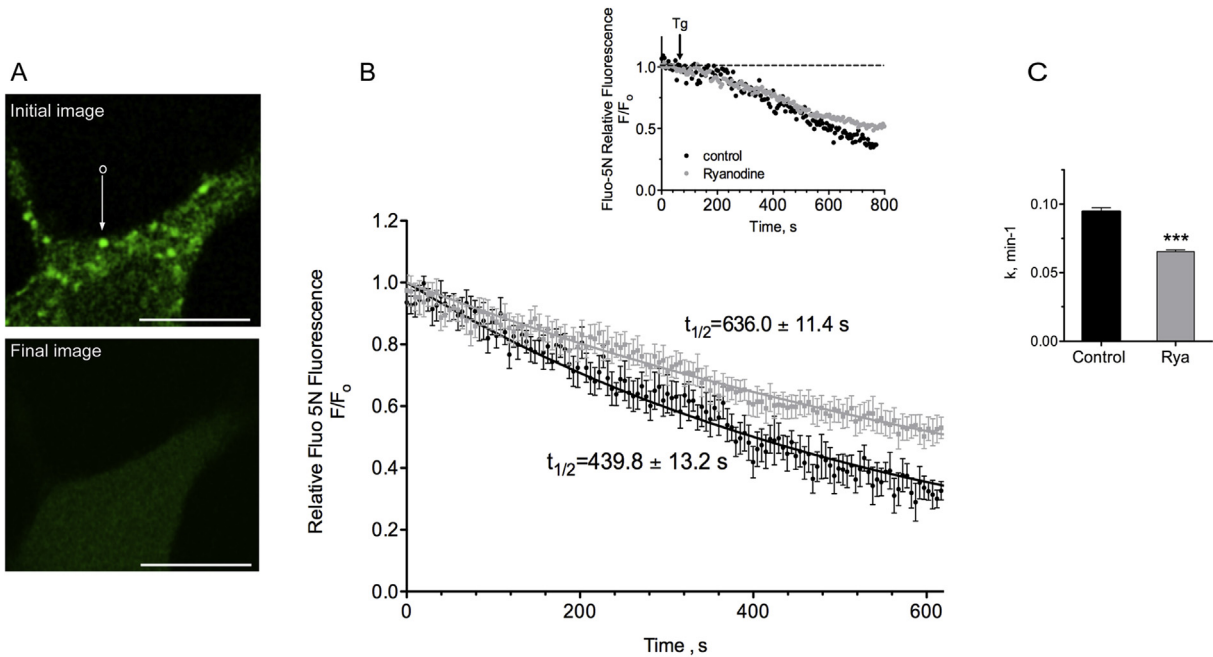 A
Initial image
o
Final image
B
Tg
Fluo-5N Relative Fluorescence
F/Fo
1.0
0.5
0.0
control
Ryanodine
0 200 400 600 800
Time, s
Relative Fluo 5N Fluorescence
F/Fo
1.2
1.0
0.8
0.6
0.4
0.2
0.0
t1/2=636.0 ± 11.4 s
t1/2=439.8 ± 13.2 s
0 200 400 600
Time , s
C
k, min-1
0.10
0.05
0.00
***
Control Rya